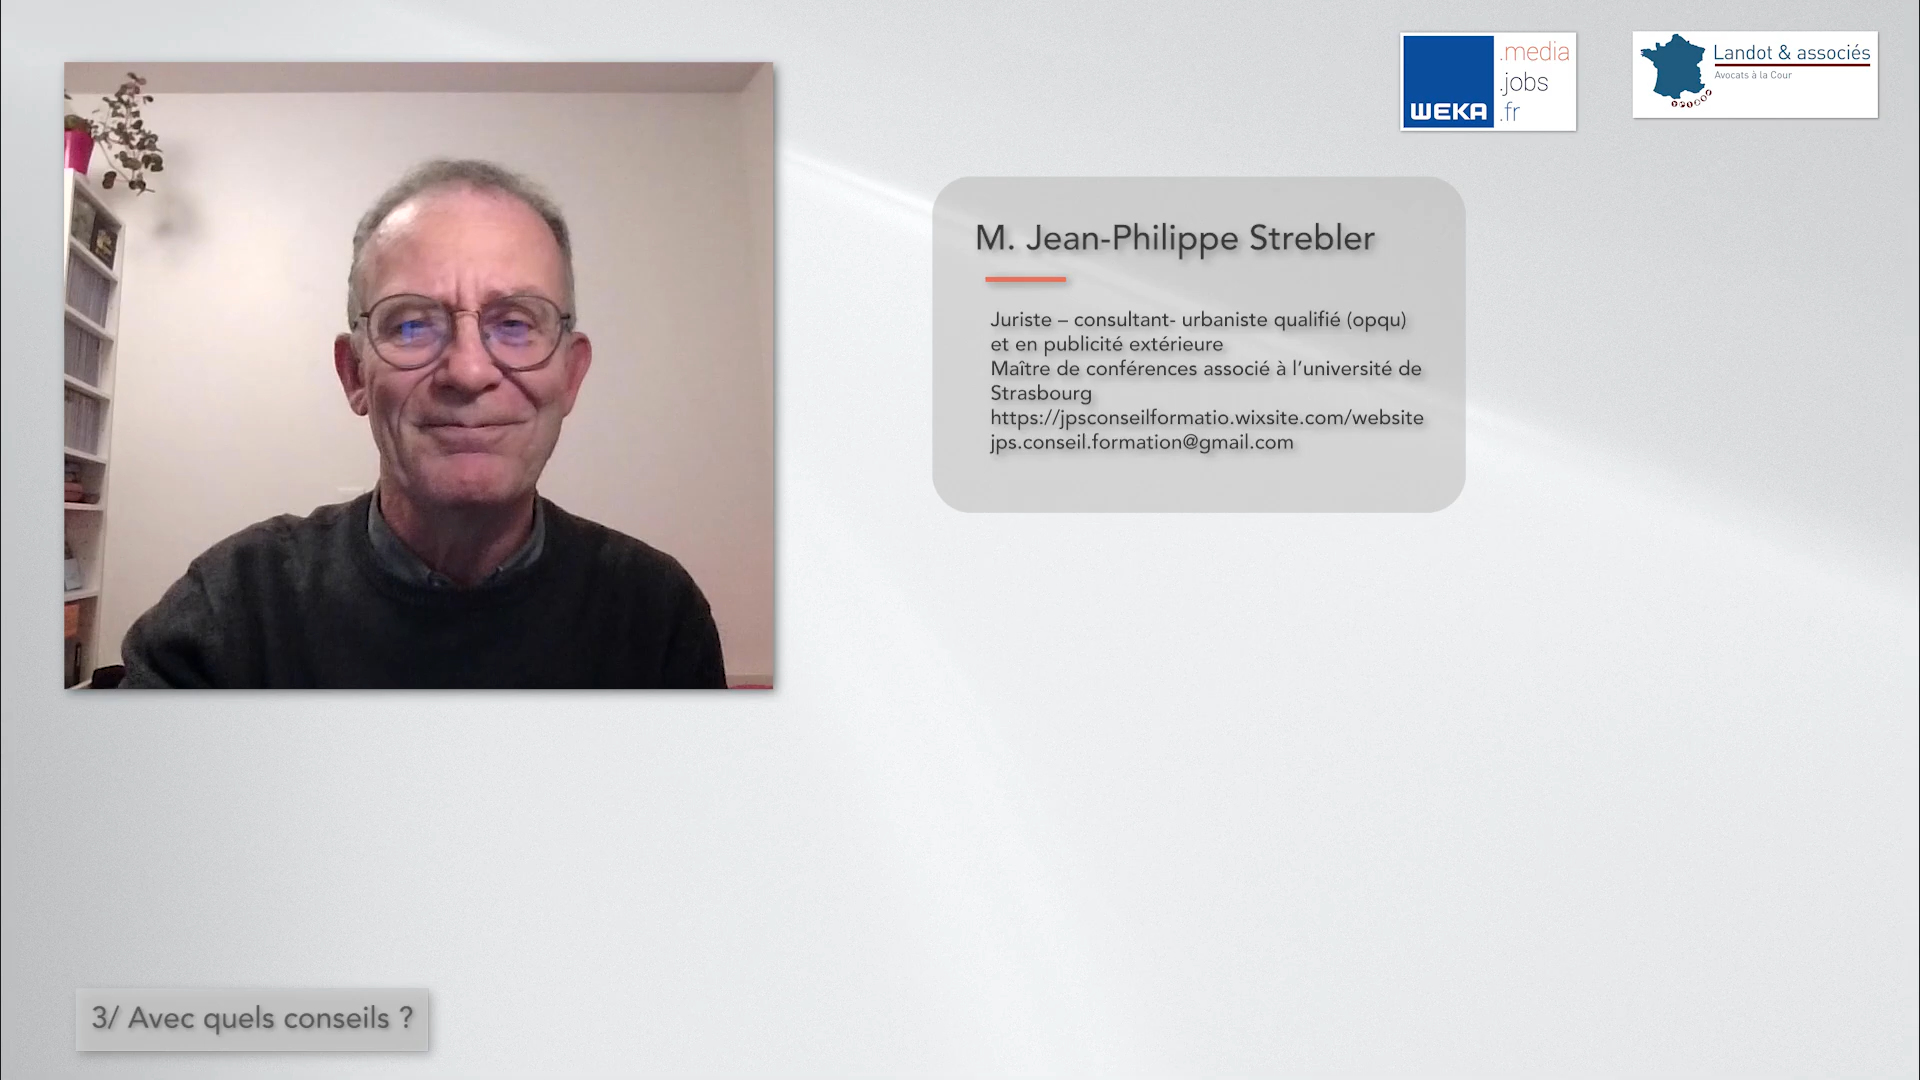 WEKA
.media
.jobs
.fr
Landot & associés
Avocats à la Cour
M. Jean-Philippe Strebler
Juriste – consultant- urbaniste qualifié (opqu)
et en publicité extérieure
Maître de conférences associé à l’université de
Strasbourg
https://jpsconseilformatio.wixsite.com/website
jps.conseil.formation@gmail.com
3/ Avec quels conseils ?